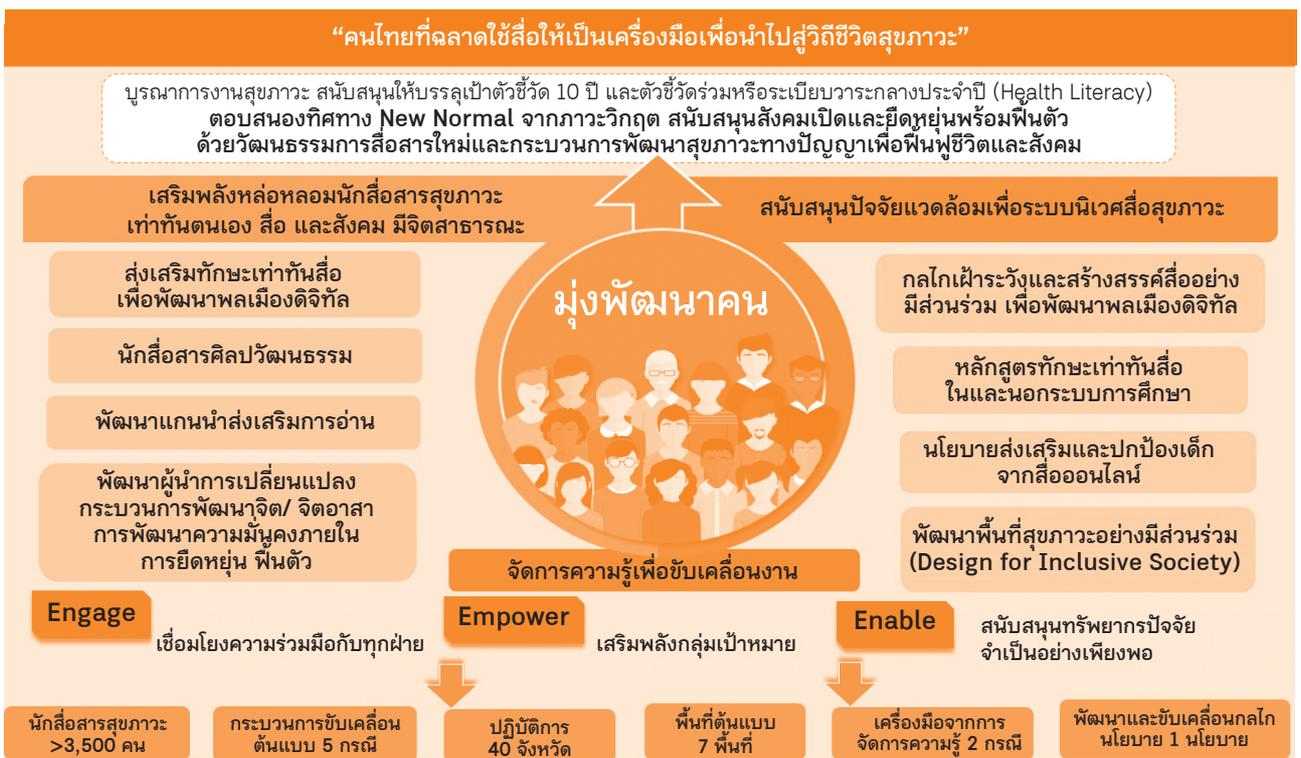 “คนไทยที่ฉลาดใช้สื่อให้เป็นเครื่องมือเพื่อนำไปสู่วิถีชีวิตสุขภาวะ”
บูรณาการงานสุขภาวะ สนับสนุนให้บรรลุเป้าตัวชี้วัด 10 ปี และตัวชี้วัดร่วมหรือระเบียบวาระกลางประจำปี (Health Literacy)
ตอบสนองทิศทาง New Normal จากภาวะวิกฤต สนับสนุนสังคมเปิดและยืดหยุ่นพร้อมฟื้นตัว
ด้วยวัฒนธรรมการสื่อสารใหม่และกระบวนการพัฒนาสุขภาวะทางปัญญาเพื่อฟื้นฟูชีวิตและสังคม
เสริมพลังหล่อหลอมนักสื่อสารสุขภาวะ
เท่าทันตนเอง สื่อ และสังคม มีจิตสาธารณะ
สนับสนุนปัจจัยแวดล้อมเพื่อระบบนิเวศสื่อสุขภาวะ
มุ่งพัฒนาคน
ส่งเสริมทักษะเท่าทันสื่อ
เพื่อพัฒนาพลเมืองดิจิทัล
นักสื่อสารศิลปวัฒนธรรม
พัฒนาแกนนำส่งเสริมการอ่าน
พัฒนาผู้นำการเปลี่ยนแปลง
กระบวนการพัฒนาจิต/ จิตอาสา
การพัฒนาความมั่นคงภายใน
การยืดหยุ่น ฟื้นตัว
กลไกเฝ้าระวังและสร้างสรรค์สื่ออย่าง
มีส่วนร่วม เพื่อพัฒนาพลเมืองดิจิทัล
หลักสูตรทักษะเท่าทันสื่อ
ในและนอกระบบการศึกษา
นโยบายส่งเสริมและปกป้องเด็ก
จากสื่อออนไลน์
พัฒนาพื้นที่สุขภาวะอย่างมีส่วนร่วม
(Design for Inclusive Society)
จัดการความรู้เพื่อขับเคลื่อนงาน
Engage
เชื่อมโยงความร่วมมือกับทุกฝ่าย
Empower
เสริมพลังกลุ่มเป้าหมาย
Enable
สนับสนุนทรัพยากรปัจจัย
จำเป็นอย่างเพียงพอ
นักสื่อสารสุขภาวะ
>3,500 คน
กระบวนการขับเคลื่อน
ต้นแบบ 5 กรณี
ปฏิบัติการ
40 จังหวัด
พื้นที่ต้นแบบ
7 พื้นที่
เครื่องมือจากการ
จัดการความรู้ 2 กรณี
พัฒนาและขับเคลื่อนกลไก
นโยบาย 1 นโยบาย